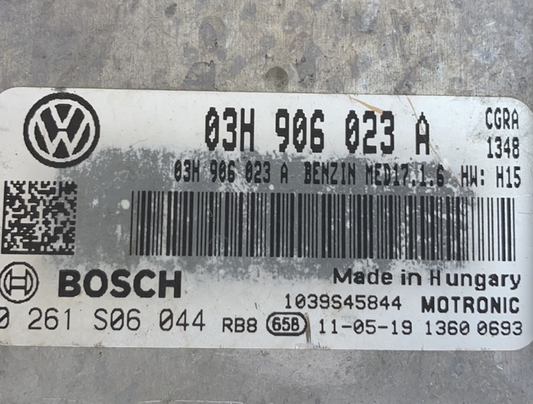 03H 906 023 A CGRA
1348
03H 906 023 A BENZIN MED17.1.6 HW: H15
BOSCH Made in Hungary
1039S45844 MOTRONIC
0 261 S06 044 RB8 656 11-05-19 1360 0693